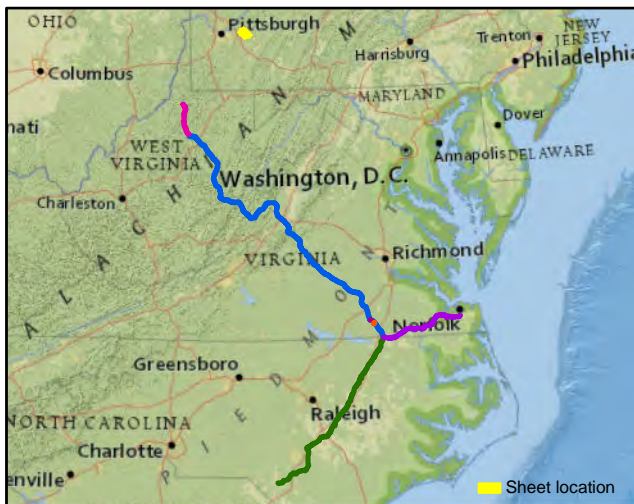 OHIO
Pittsburgh
NEW
JERSEY
Trenton
Harrisburg
Philadelphia
Columbus
MARYLAND
nati
Dover
WEST
VIRGINIA
Annapolis
DELAWARE
Washington, D.C.
Charleston
Richmond
VIRGINIA
Norfolk
A L A C H I A N M
P I E D M O N T
Greensboro
Raleigh
NORTH CAROLINA
Charlotte
enville
Sheet location